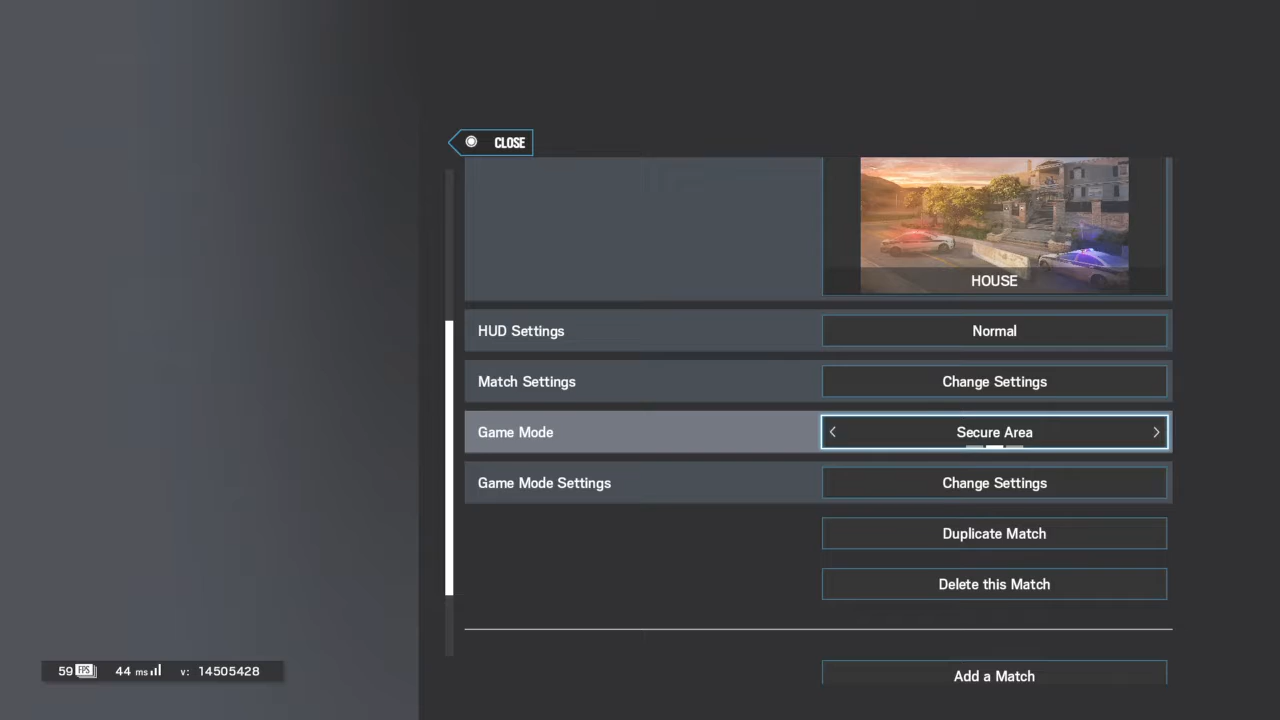 CLOSE
HOUSE
HUD Settings
Normal
Match Settings
Change Settings
Game Mode
Secure Area
Game Mode Settings
Change Settings
Duplicate Match
Delete this Match
Add a Match
59 FPS 44 ms v: 14505428